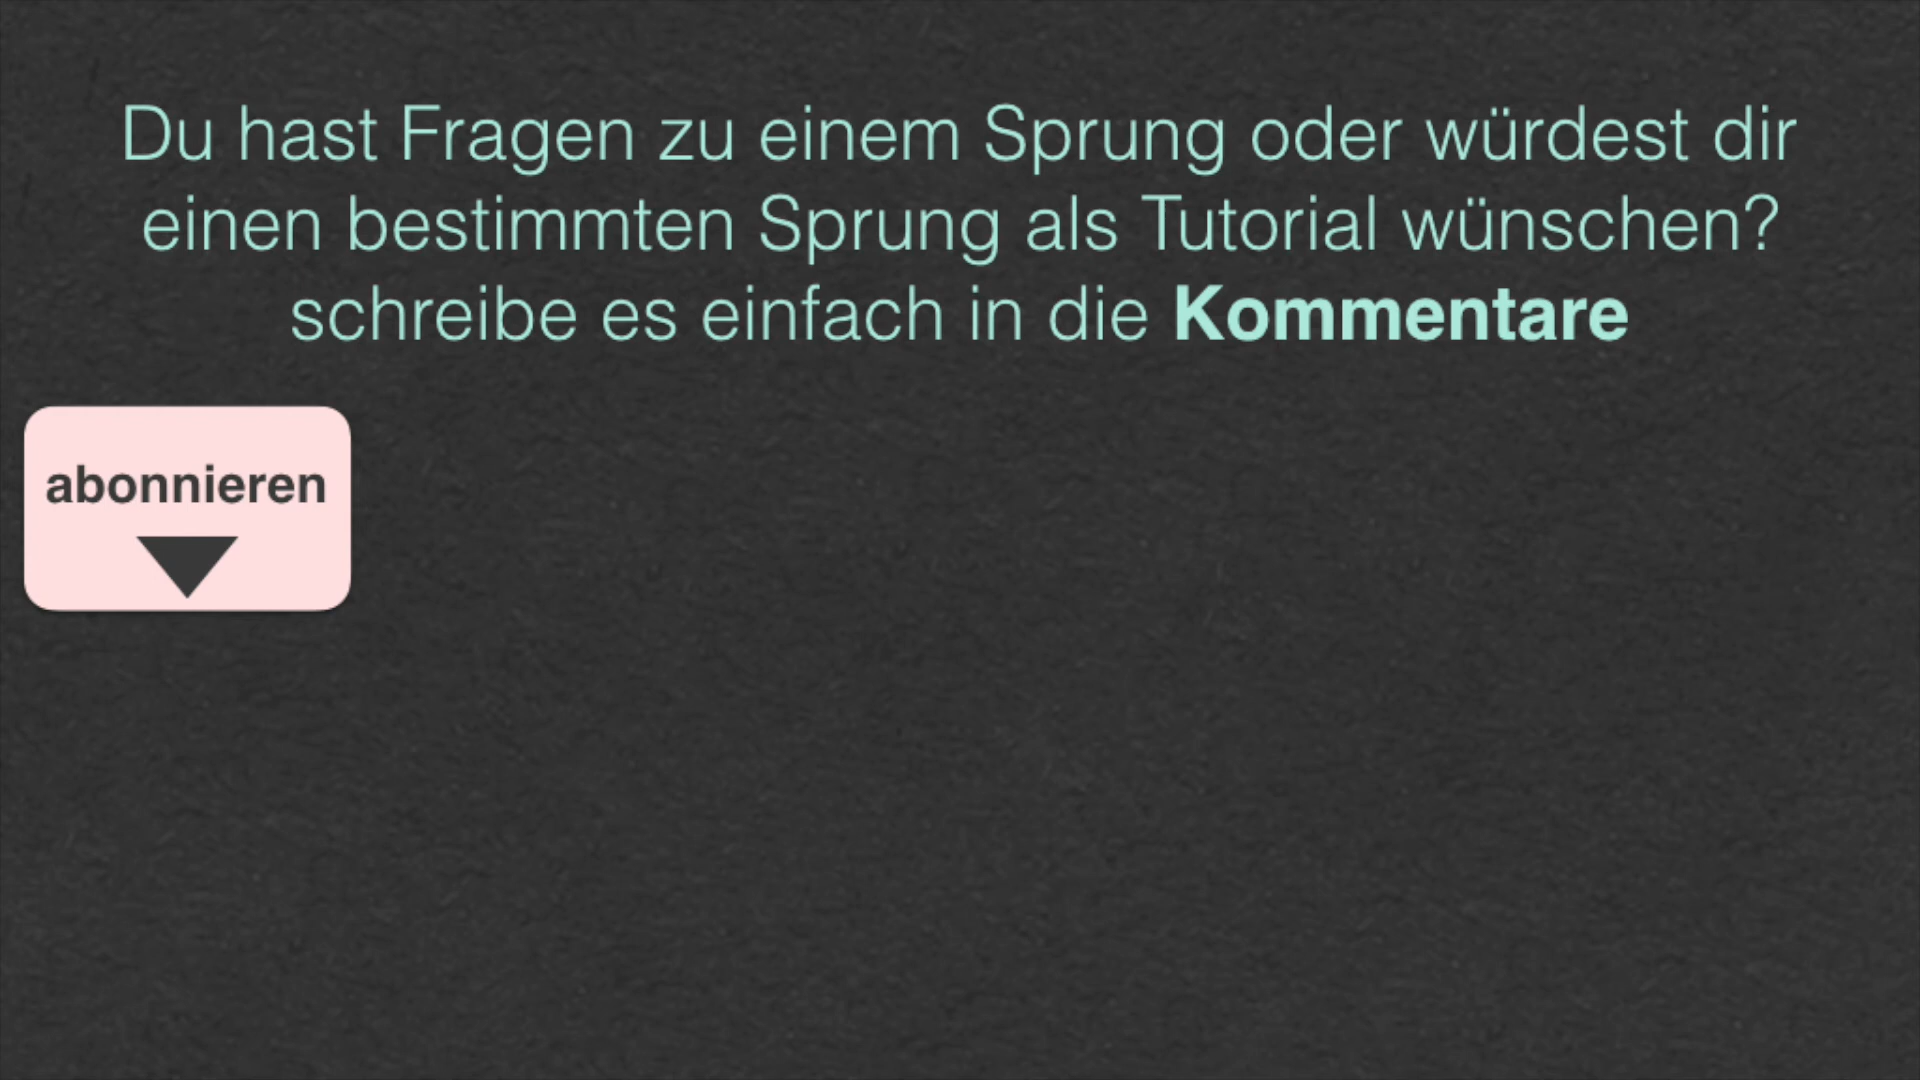 Du hast Fragen zu einem Sprung oder würdest dir
einen bestimmten Sprung als Tutorial wünschen?
schreibe es einfach in die Kommentare
abonnieren